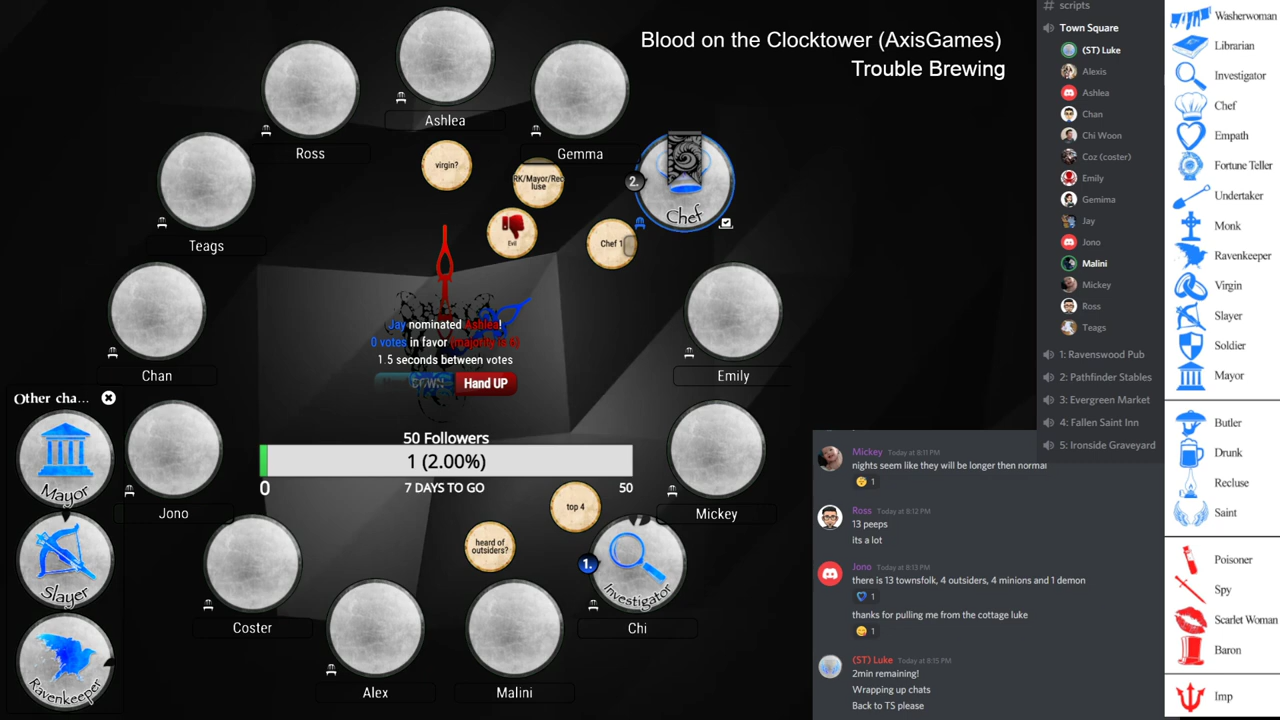 Blood on the Clocktower (AxisGames)
Trouble Brewing
Ashlea
Ross
Gemma
virgin?
RK/Mayor/Rec
luse
2.
Chef
Evil
Chef 1
Teags
Chan
Emily
Jay nominated Ashlea!
0 votes in favor (majority is 6)
1.5 seconds between votes
Hand DOWN
Hand UP
50 Followers
1 (2.00%)
0
7 DAYS TO GO
50
Other cha...
Mayor
Slayer
Ravenkeeper
Jono
Mickey
top 4
heard of
outsiders?
1.
Investigator
Coster
Chi
Alex
Malini
# scripts
Town Square
(ST) Luke
Alexis
Ashlea
Chan
Chi Woon
Coz (coster)
Emily
Gemima
Jay
Jono
Malini
Mickey
Ross
Teags
1: Ravenswood Pub
2: Pathfinder Stables
3: Evergreen Market
4: Fallen Saint Inn
5: Ironside Graveyard
Mickey Today at 8:11 PM
nights seem like they will be longer then normal
1
Ross Today at 8:12 PM
13 peeps
its a lot
Jono Today at 8:13 PM
there is 13 townsfolk, 4 outsiders, 4 minions and 1 demon
1
thanks for pulling me from the cottage luke
1
(ST) Luke Today at 8:15 PM
2min remaining!
Wrapping up chats
Back to TS please
Washerwoman
Librarian
Investigator
Chef
Empath
Fortune Teller
Undertaker
Monk
Ravenkeeper
Virgin
Slayer
Soldier
Mayor
Butler
Drunk
Recluse
Saint
Poisoner
Spy
Scarlet Woman
Baron
Imp